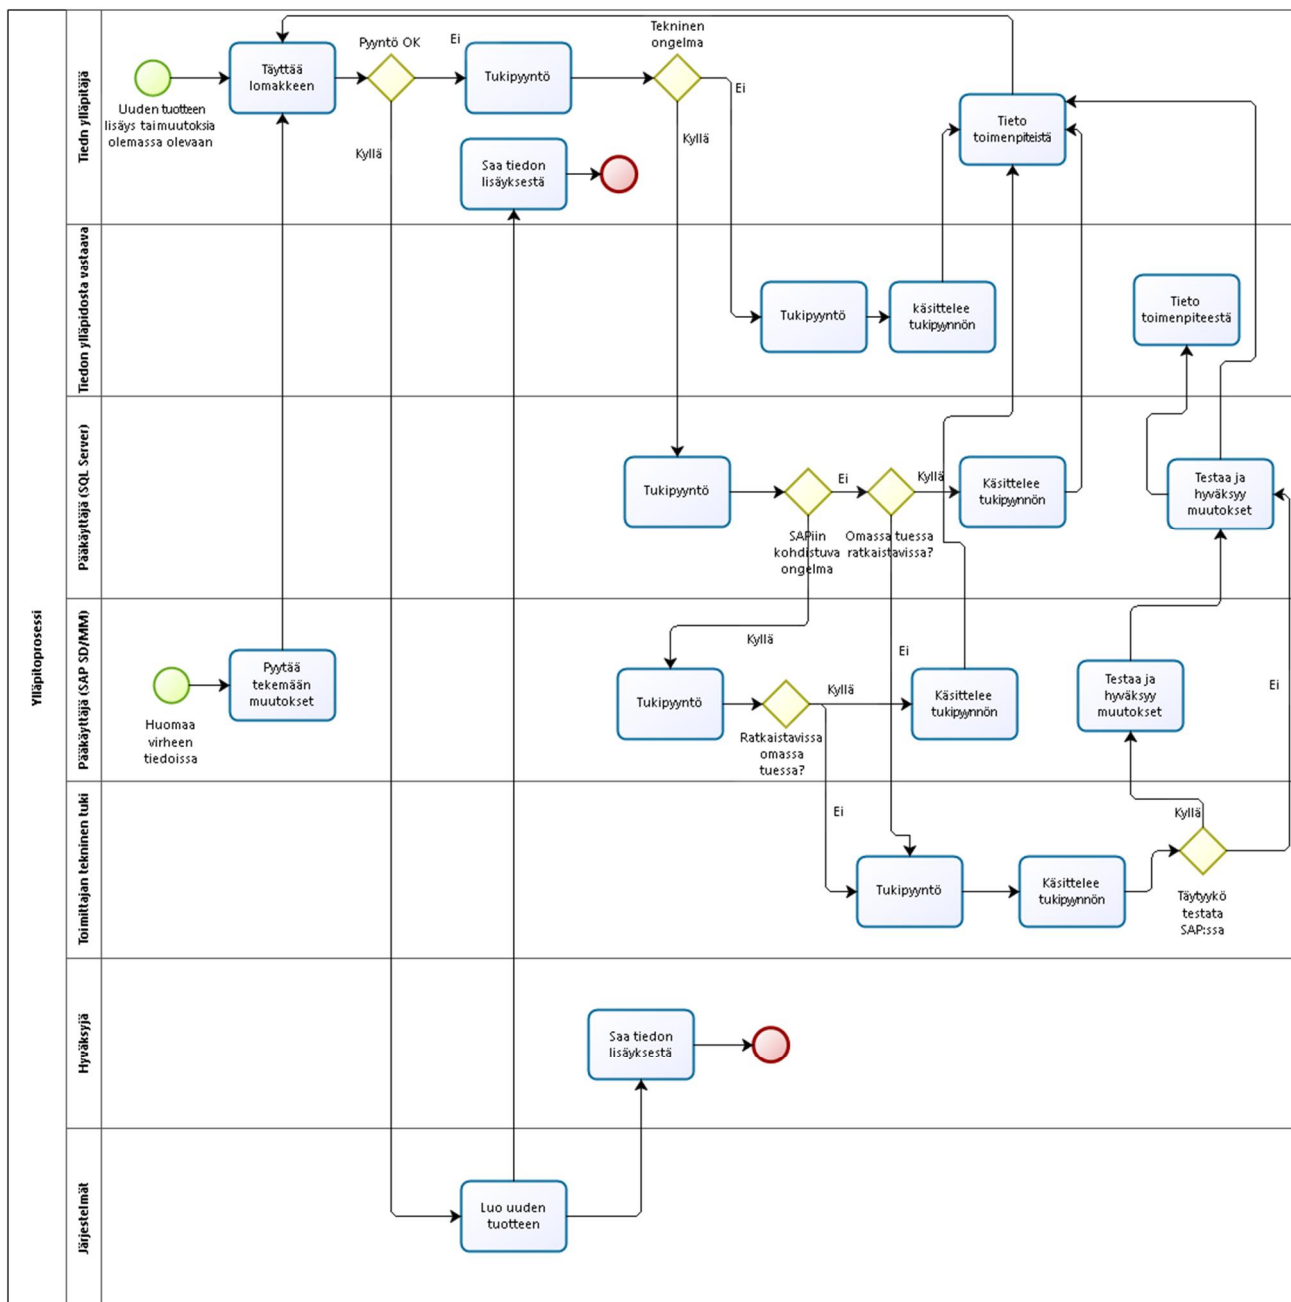 Ylläpitoprosessi
Tiedn ylläpitäjä
Uuden tuotteen
lisäys tai muutoksia
olemassa olevaan
Täyttää
lomakkeen
Pyyntö OK
Ei
Kyllä
Tukipyyntö
Tekninen
ongelma
Ei
Kyllä
Saa tiedon
lisäyksestä
Tieto
toimenpiteistä
Tiedon ylläpidosta vastaava
Tukipyyntö
käsittelee
tukipyynnön
Tieto
toimenpiteestä
Pääkäyttäjä (SQL Server)
Tukipyyntö
SAPiin
kohdistuva
ongelma
Ei
Omassa tuessa
ratkaistavissa?
Kyllä
Käsittelee
tukipyynnön
Testaa ja
hyväksyy
muutokset
Pääkäyttäjä (SAP SD/MM)
Huomaa
virheen
tiedoissa
Pyytää
tekemään
muutokset
Kyllä
Tukipyyntö
Ratkaistavissa
omassa
tuessa?
Kyllä
Ei
Käsittelee
tukipyynnön
Testaa ja
hyväksyy
muutokset
Ei
Toimittajan tekninen tuki
Ei
Tukipyyntö
Käsittelee
tukipyynnön
Kyllä
Täytyykö
testata
SAP:ssa
Hyväksyjä
Saa tiedon
lisäyksestä
Järjestelmät
Luo uuden
tuotteen